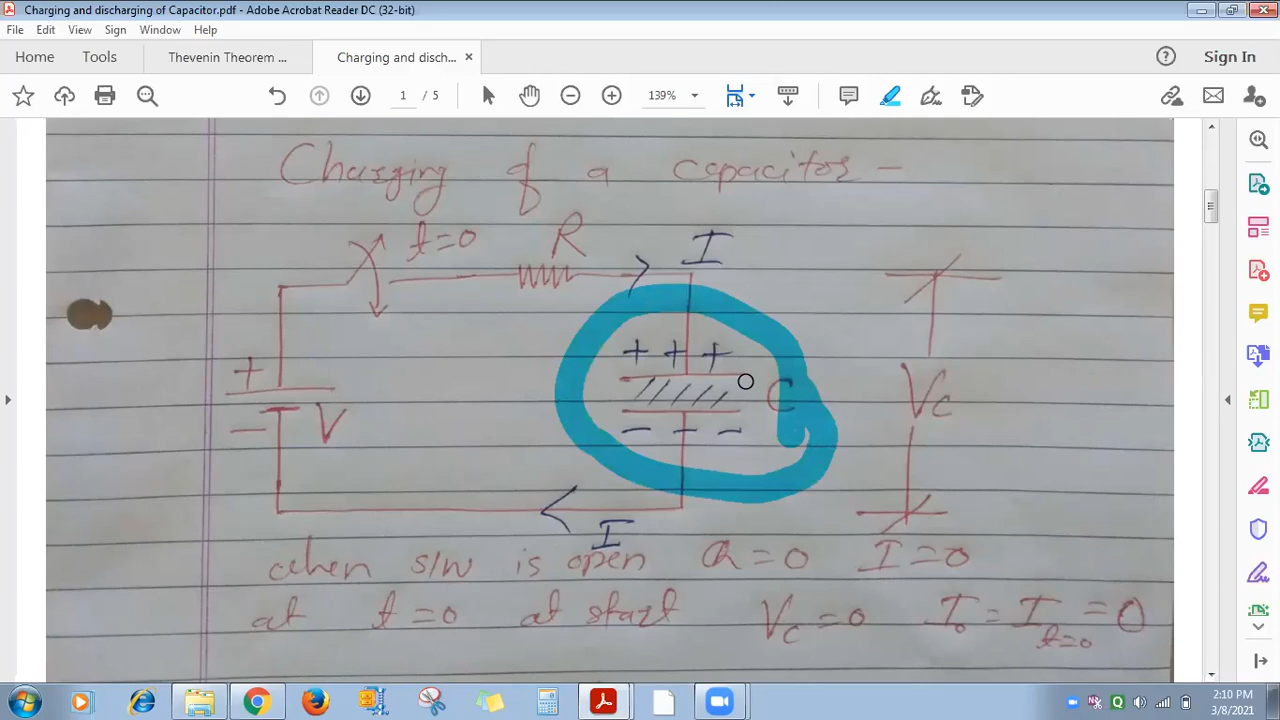 Charging and discharging of Capacitor.pdf - Adobe Acrobat Reader DC (32-bit)
File Edit View Sign Window Help
Home Tools Thevenin Theorem ... Charging and disch... × Sign In
1 / 5 139%
Charging of a capacitor -
t=0 R I
+ + + +
C Vc
- V - - -
I
when s/w is open Q = 0 I = 0
at t = 0 at start Vc = 0 I₀ = I t=0 = 0
2:10 PM
3/8/2021